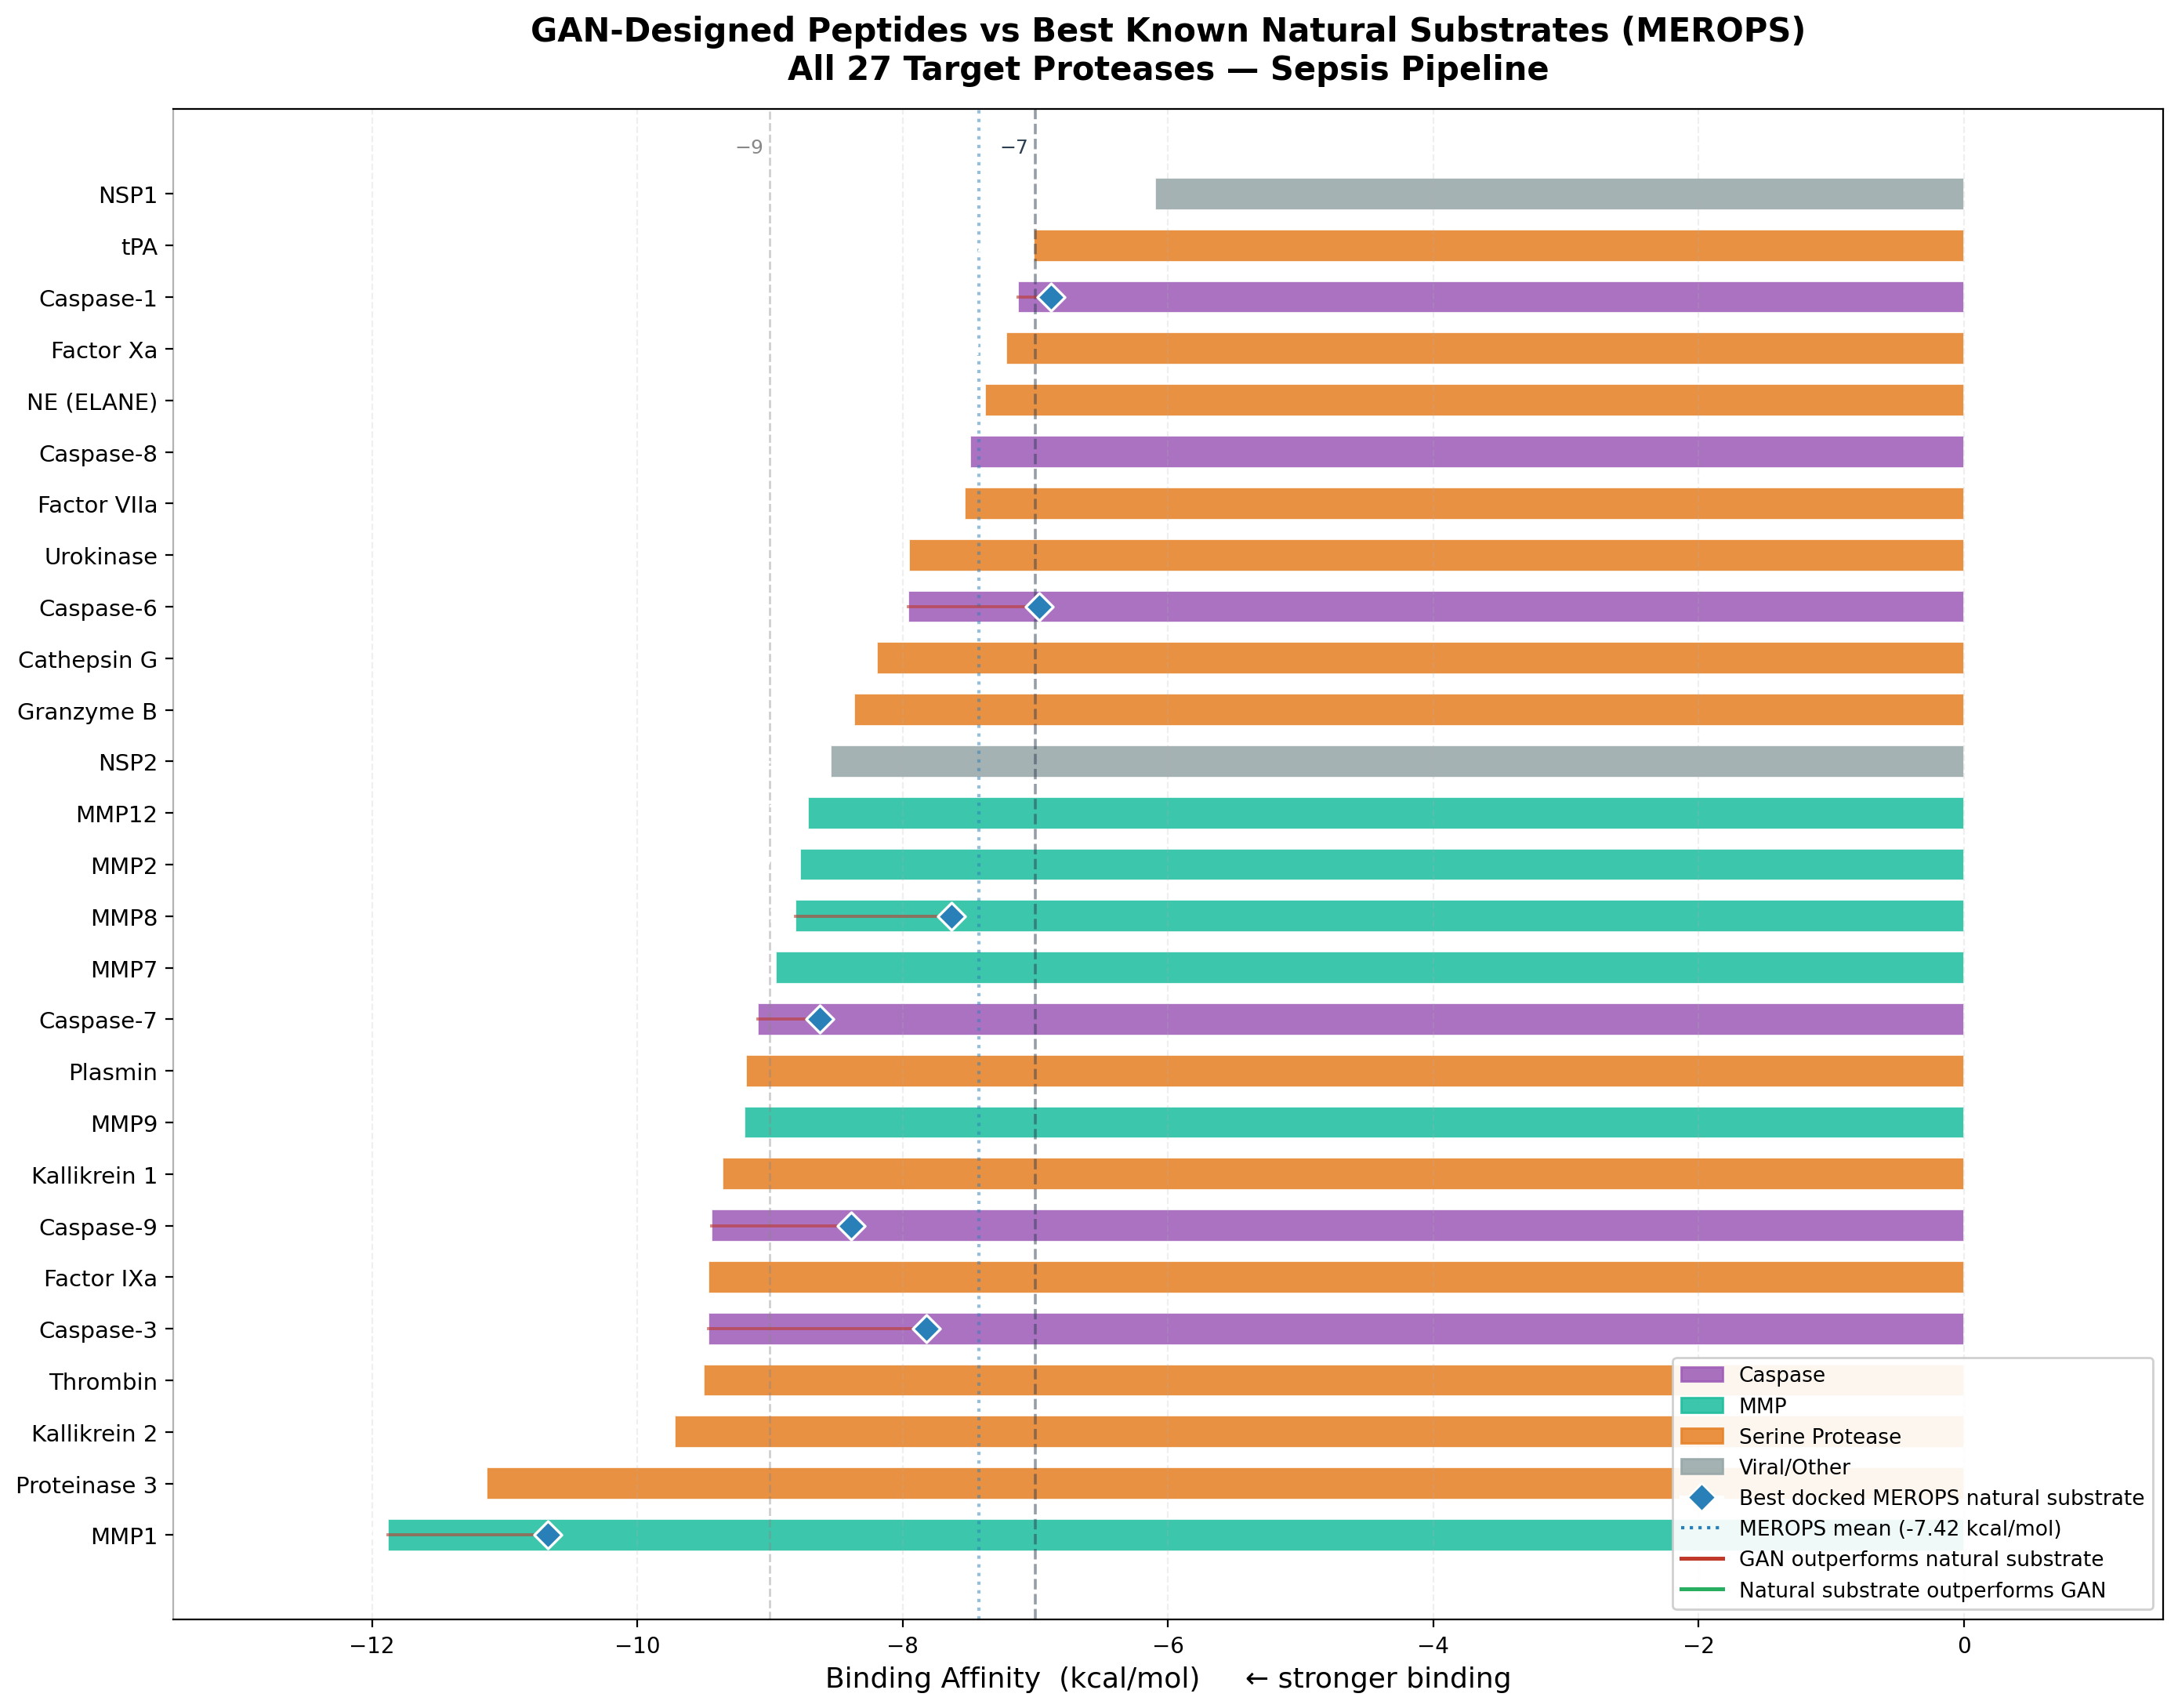 GAN-Designed Peptides vs Best Known Natural Substrates (MEROPS)
All 27 Target Proteases — Sepsis Pipeline
−9
−7
NSP1
tPA
Caspase-1
Factor Xa
NE (ELANE)
Caspase-8
Factor VIIa
Urokinase
Caspase-6
Cathepsin G
Granzyme B
NSP2
MMP12
MMP2
MMP8
MMP7
Caspase-7
Plasmin
MMP9
Kallikrein 1
Caspase-9
Factor IXa
Caspase-3
Thrombin
Kallikrein 2
Proteinase 3
MMP1
Caspase
MMP
Serine Protease
Viral/Other
Best docked MEROPS natural substrate
MEROPS mean (-7.42 kcal/mol)
GAN outperforms natural substrate
Natural substrate outperforms GAN
−12
−10
−8
−6
−4
−2
0
Binding Affinity (kcal/mol) ← stronger binding